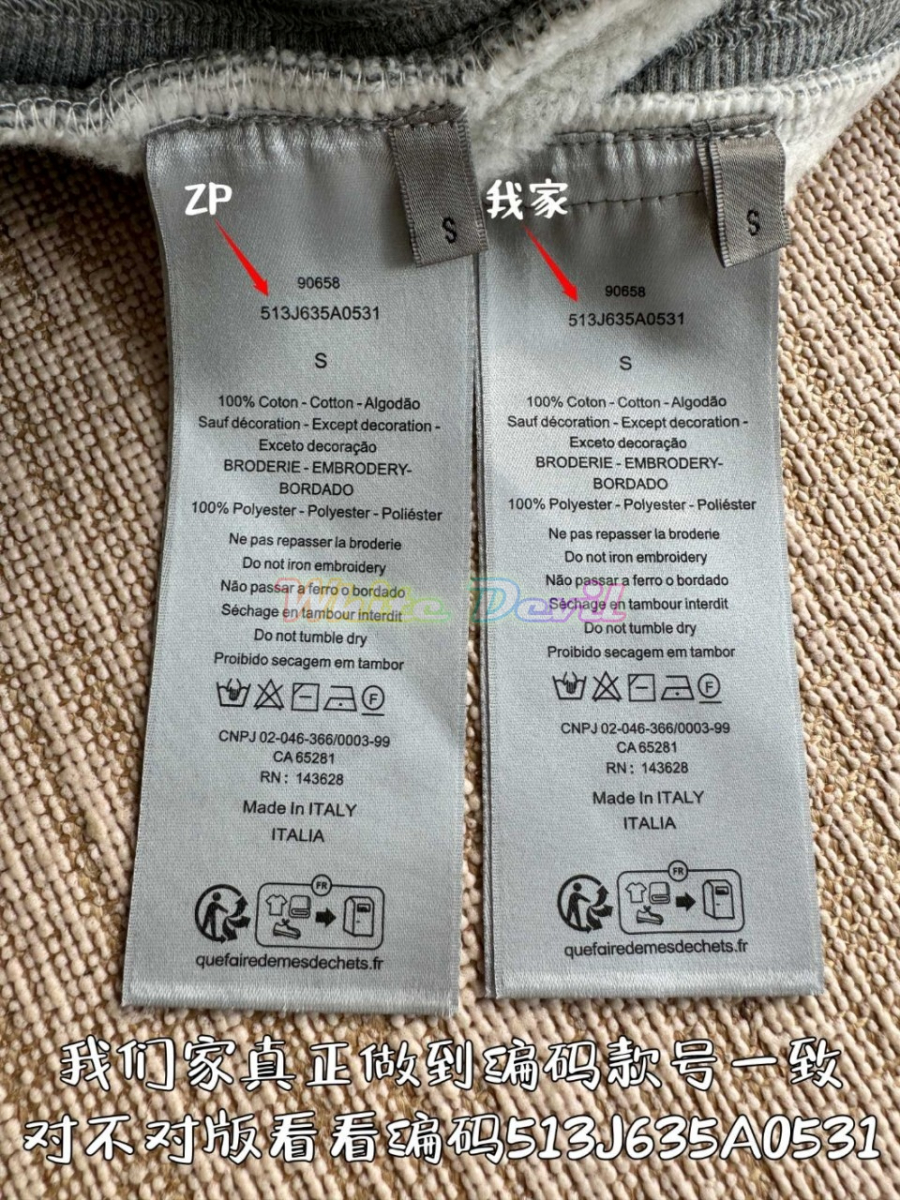 ZP
S
90658
513J635A0531
S
100% Coton - Cotton - Algodão
Sauf décoration - Except decoration -
Exceto decoração
BRODERIE - EMBRODERY-
BORDADO
100% Polyester - Polyester - Poliéster
Ne pas repasser la broderie
Do not iron embroidery
Não passar a ferro o bordado
Séchage en tambour interdit
Do not tumble dry
Proibido secagem em tambor
F
CNPJ 02-046-366/0003-99
CA 65281
RN: 143628
Made In ITALY
ITALIA
FR
quefairedemesdechets.fr
我家
S
90658
513J635A0531
S
100% Coton - Cotton - Algodão
Sauf décoration - Except decoration -
Exceto decoração
BRODERIE - EMBRODERY-
BORDADO
100% Polyester - Polyester - Poliéster
Ne pas repasser la broderie
Do not iron embroidery
Não passar a ferro o bordado
Séchage en tambour interdit
Do not tumble dry
Proibido secagem em tambor
F
CNPJ 02-046-366/0003-99
CA 65281
RN: 143628
Made In ITALY
ITALIA
FR
quefairedemesdechets.fr
White Devil
我们家真正做到编码款号一致
对不对版看看编码513J635A0531